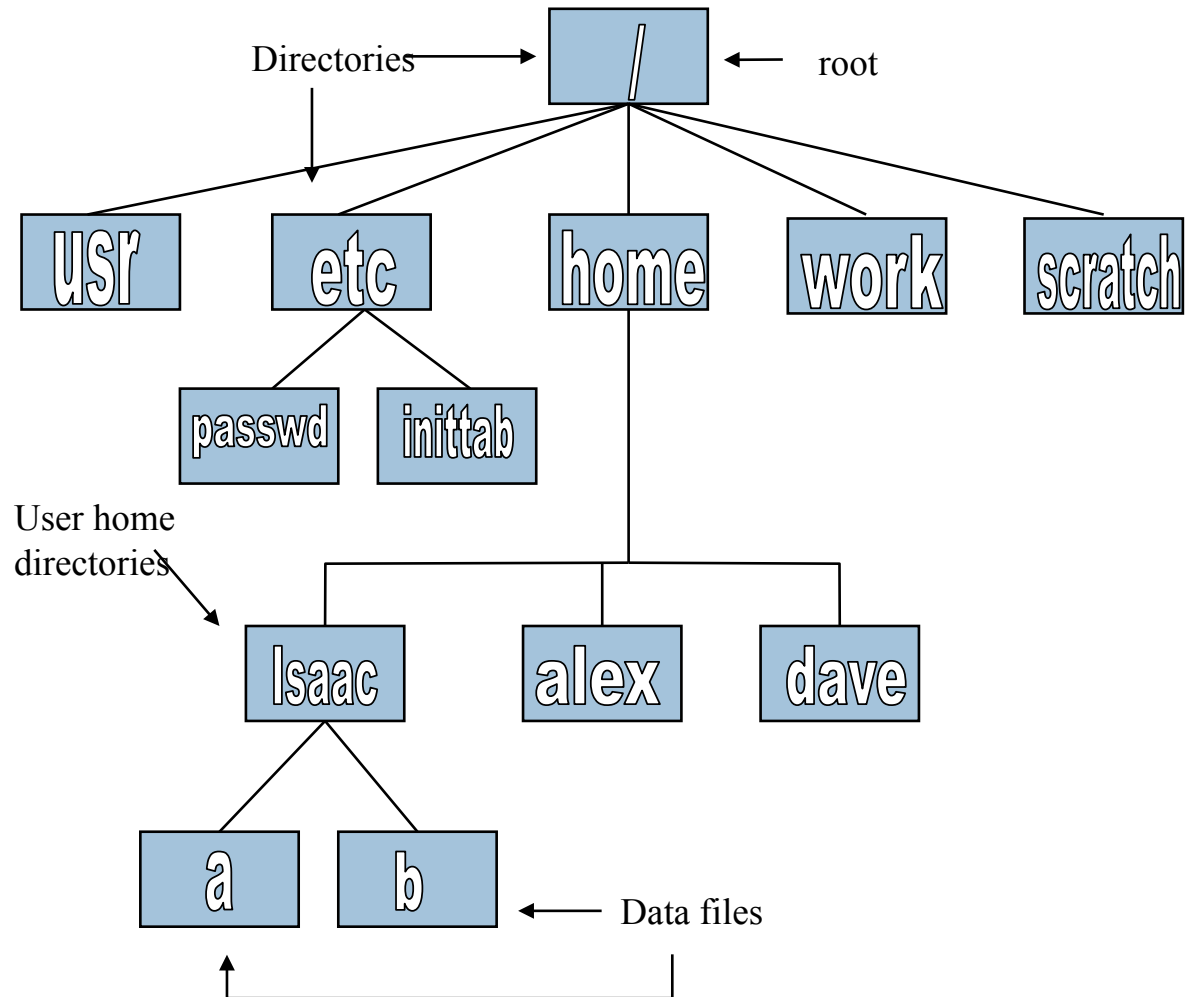 /
Directories
root
usr
etc
home
work
scratch
passwd
inittab
User home
directories
Isaac
alex
dave
a
b
Data files